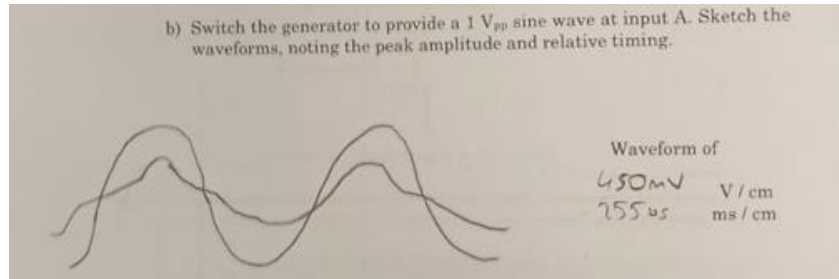 b) Switch the generator to provide a 1 Vpp sine wave at input A. Sketch the
waveforms, noting the peak amplitude and relative timing.
Waveform of
450mV V / cm
255us ms / cm